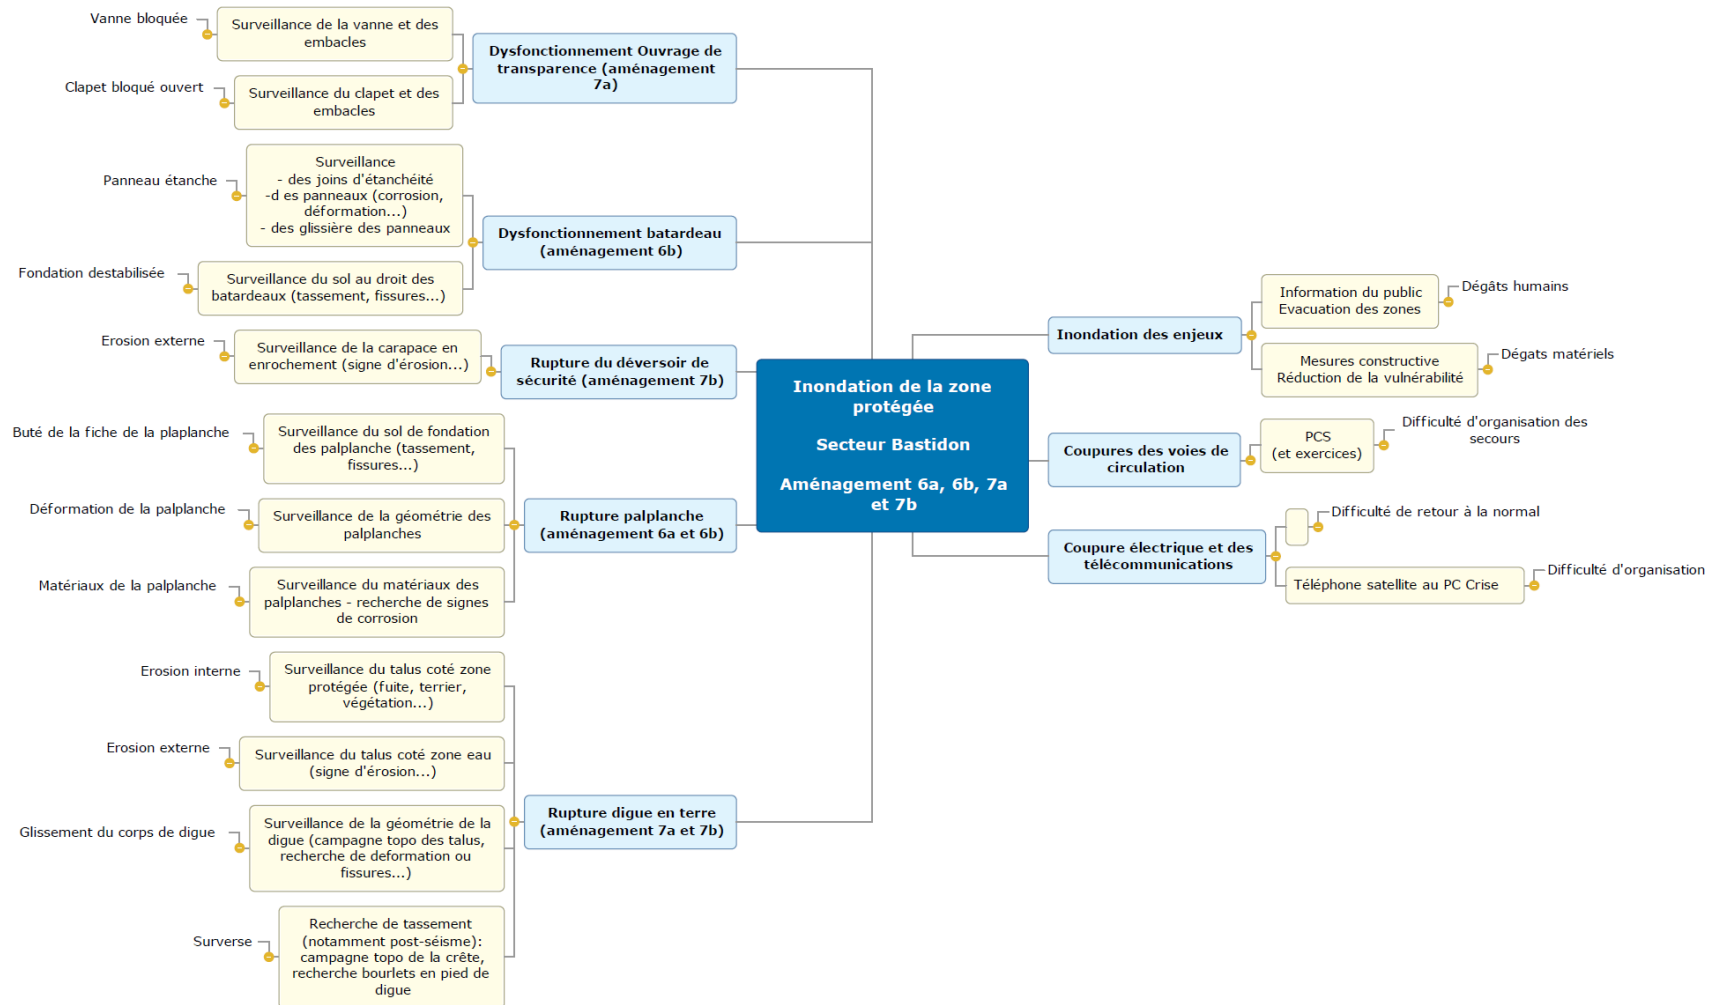 Vanne bloquée
Surveillance de la vanne et des
embacles
Clapet bloqué ouvert
Surveillance du clapet et des
embacles
Dysfonctionnement Ouvrage de
transparence (aménagement
7a)
Panneau étanche
Surveillance
- des joins d'étanchéité
-d es panneaux (corrosion,
déformation...)
- des glissière des panneaux
Fondation destabilisée
Surveillance du sol au droit des
batardeaux (tassement, fissures...)
Dysfonctionnement batardeau
(aménagement 6b)
Erosion externe
Surveillance de la carapace en
enrochement (signe d'érosion...)
Rupture du déversoir de
sécurité (aménagement 7b)
Buté de la fiche de la plaplanche
Surveillance du sol de fondation
des palplanche (tassement,
fissures...)
Déformation de la palplanche
Surveillance de la géométrie des
palplanches
Matériaux de la palplanche
Surveillance du matériaux des
palplanches - recherche de signes
de corrosion
Rupture palplanche
(aménagement 6a et 6b)
Erosion interne
Surveillance du talus coté zone
protégée (fuite, terrier,
végétation...)
Erosion externe
Surveillance du talus coté zone eau
(signe d'érosion...)
Glissement du corps de digue
Surveillance de la géométrie de la
digue (campagne topo des talus,
recherche de deformation ou
fissures...)
Surverse
Recherche de tassement
(notamment post-séisme):
campagne topo de la crête,
recherche bourlets en pied de
digue
Rupture digue en terre
(aménagement 7a et 7b)
Inondation de la zone
protégée
Secteur Bastidon
Aménagement 6a, 6b, 7a
et 7b
Inondation des enjeux
Information du public
Evacuation des zones
Dégâts humains
Mesures constructive
Réduction de la vulnérabilité
Dégats matériels
Coupures des voies de
circulation
PCS
(et exercices)
Difficulté d'organisation des
secours
Coupure électrique et des
télécommunications
Difficulté de retour à la normal
Téléphone satellite au PC Crise
Difficulté d'organisation